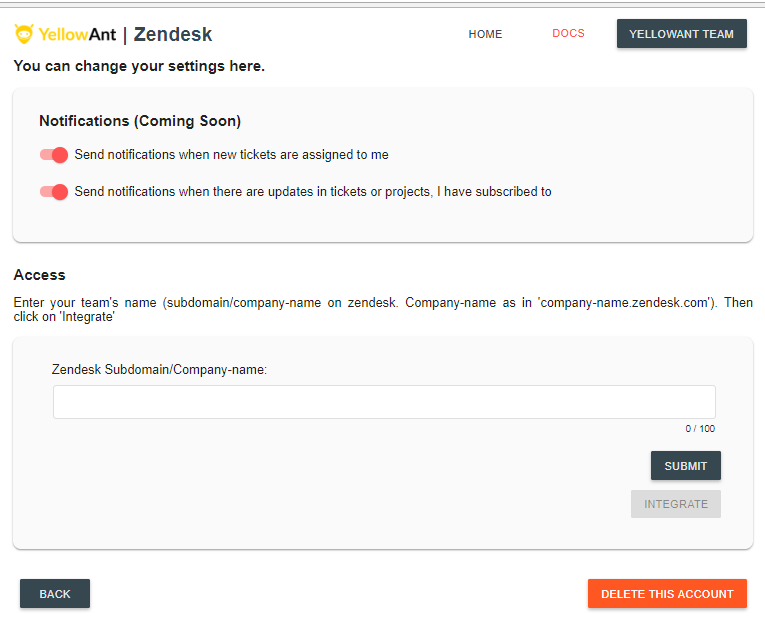 YellowAnt | Zendesk
HOME
DOCS
YELLOWANT TEAM
You can change your settings here.
Notifications (Coming Soon)
Send notifications when new tickets are assigned to me
Send notifications when there are updates in tickets or projects, I have subscribed to
Access
Enter your team's name (subdomain/company-name on zendesk. Company-name as in 'company-name.zendesk.com'). Then
click on 'Integrate'
Zendesk Subdomain/Company-name:
0 / 100
SUBMIT
INTEGRATE
BACK
DELETE THIS ACCOUNT